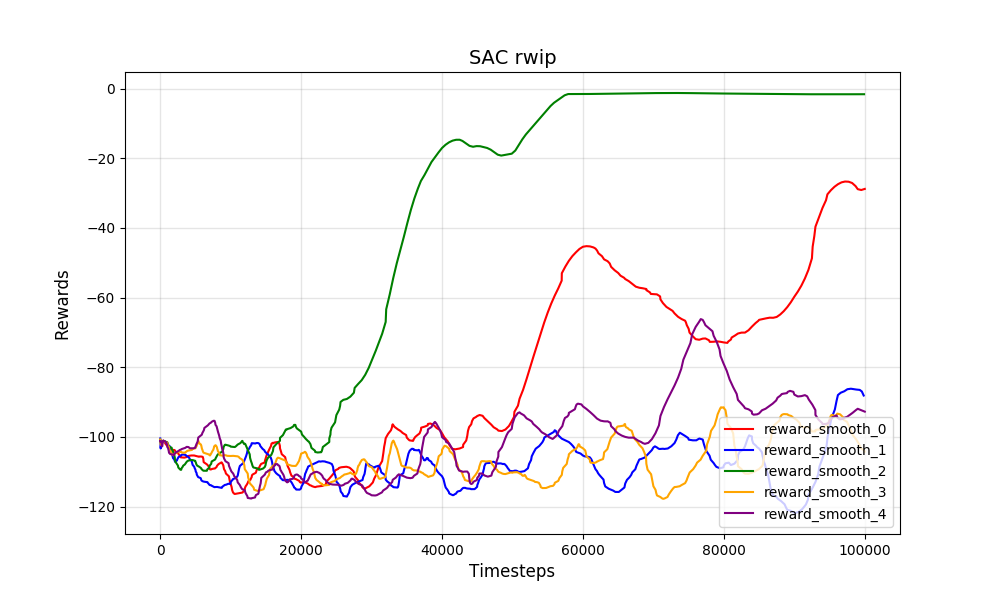 SAC rwip
Rewards
0
−20
−40
−60
−80
−100
−120
0 20000 40000 60000 80000 100000
Timesteps
reward_smooth_0
reward_smooth_1
reward_smooth_2
reward_smooth_3
reward_smooth_4